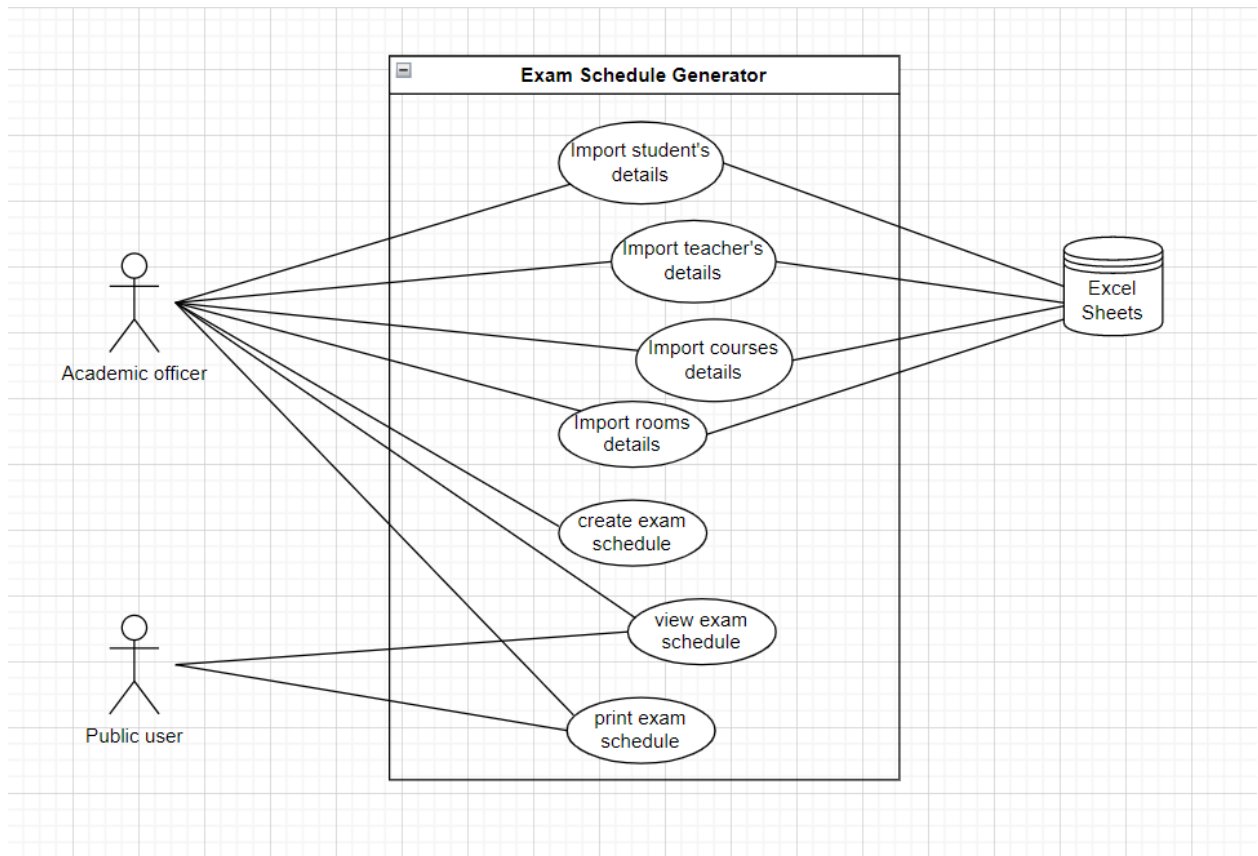 Exam Schedule Generator
Import student's
details
Import teacher's
details
Import courses
details
Import rooms
details
create exam
schedule
view exam
schedule
print exam
schedule
Academic officer
Public user
Excel
Sheets